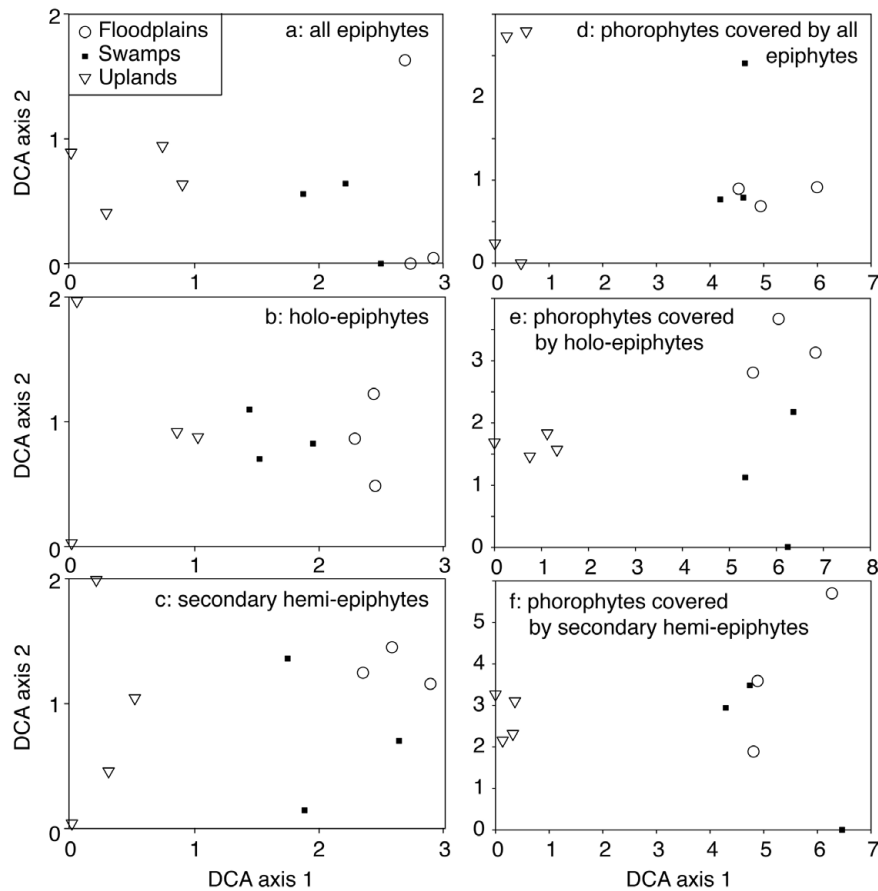 Floodplains
Swamps
Uplands
a: all epiphytes
DCA axis 2
2
1
0
0 1 2 3
d: phorophytes covered by all
epiphytes
2
1
0
0 1 2 3 4 5 6 7
b: holo-epiphytes
DCA axis 2
2
1
0
0 1 2 3
e: phorophytes covered
by holo-epiphytes
3
2
1
0
0 1 2 3 4 5 6 7 8
c: secondary hemi-epiphytes
DCA axis 2
2
1
0
0 1 2 3
DCA axis 1
f: phorophytes covered
by secondary hemi-epiphytes
5
4
3
2
1
0
0 1 2 3 4 5 6 7
DCA axis 1